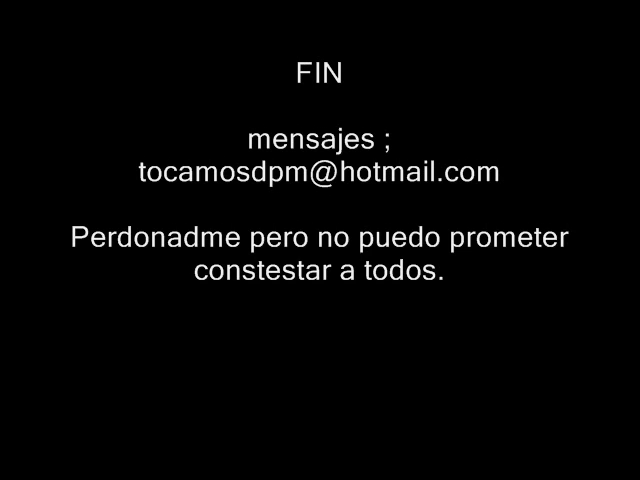 FIN
mensajes ;
tocamosdpm@hotmail.com
Perdonadme pero no puedo prometer
constestar a todos.